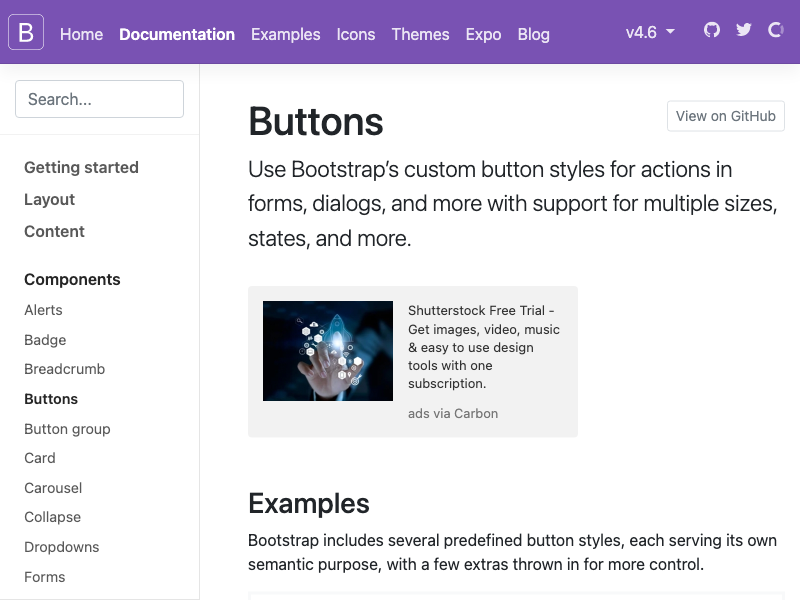 B
Home Documentation Examples Icons Themes Expo Blog v4.6
Search...
Getting started
Layout
Content
Components
Alerts
Badge
Breadcrumb
Buttons
Button group
Card
Carousel
Collapse
Dropdowns
Forms
Buttons
View on GitHub
Use Bootstrap’s custom button styles for actions in
forms, dialogs, and more with support for multiple sizes,
states, and more.
Shutterstock Free Trial -
Get images, video, music
& easy to use design
tools with one
subscription.
ads via Carbon
Examples
Bootstrap includes several predefined button styles, each serving its own
semantic purpose, with a few extras thrown in for more control.